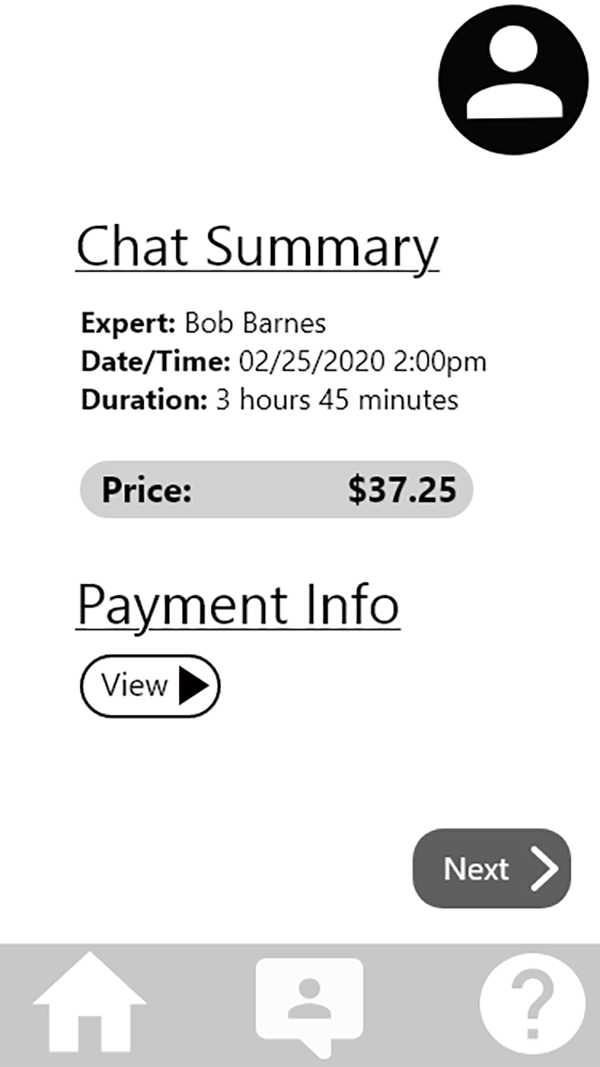 Chat Summary
Expert: Bob Barnes
Date/Time: 02/25/2020 2:00pm
Duration: 3 hours 45 minutes
Price: $37.25
Payment Info
View
Next
?